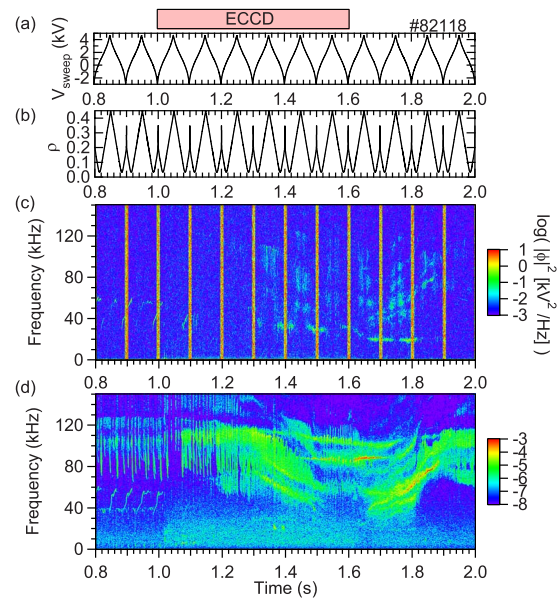 ECCD
#82118
(a)
V_sweep (kV)
4
2
0
-2
0.8 1.0 1.2 1.4 1.6 1.8 2.0
(b)
ρ
0.4
0.3
0.2
0.1
0.0
0.8 1.0 1.2 1.4 1.6 1.8 2.0
(c)
Frequency (kHz)
120
80
40
0
0.8 1.0 1.2 1.4 1.6 1.8 2.0
1
0
-1
-2
-3
log( |ϕ|² [kV²/Hz] )
(d)
Frequency (kHz)
120
80
40
0
0.8 1.0 1.2 1.4 1.6 1.8 2.0
Time (s)
-3
-4
-5
-6
-7
-8